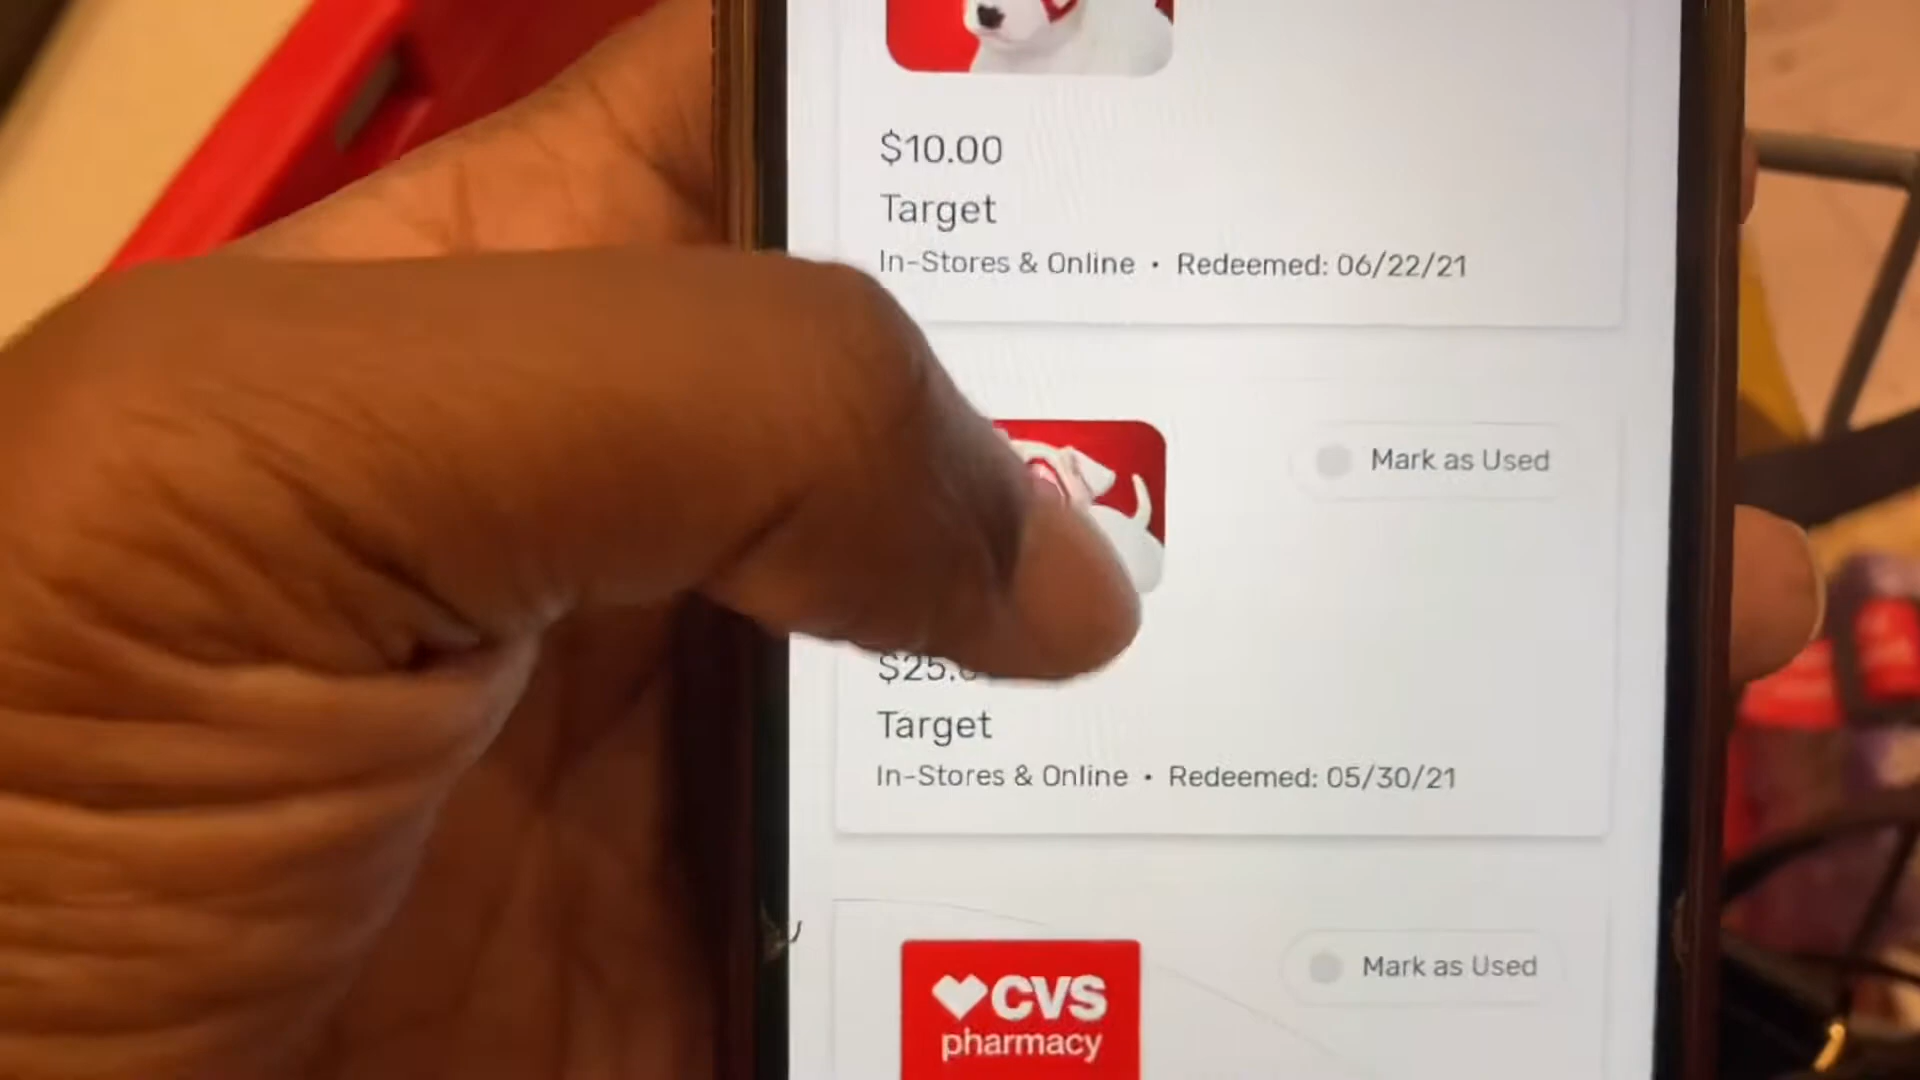 $10.00
Target
In-Stores & Online • Redeemed: 06/22/21
Mark as Used
$25.
Target
In-Stores & Online • Redeemed: 05/30/21
Mark as Used
CVS
pharmacy